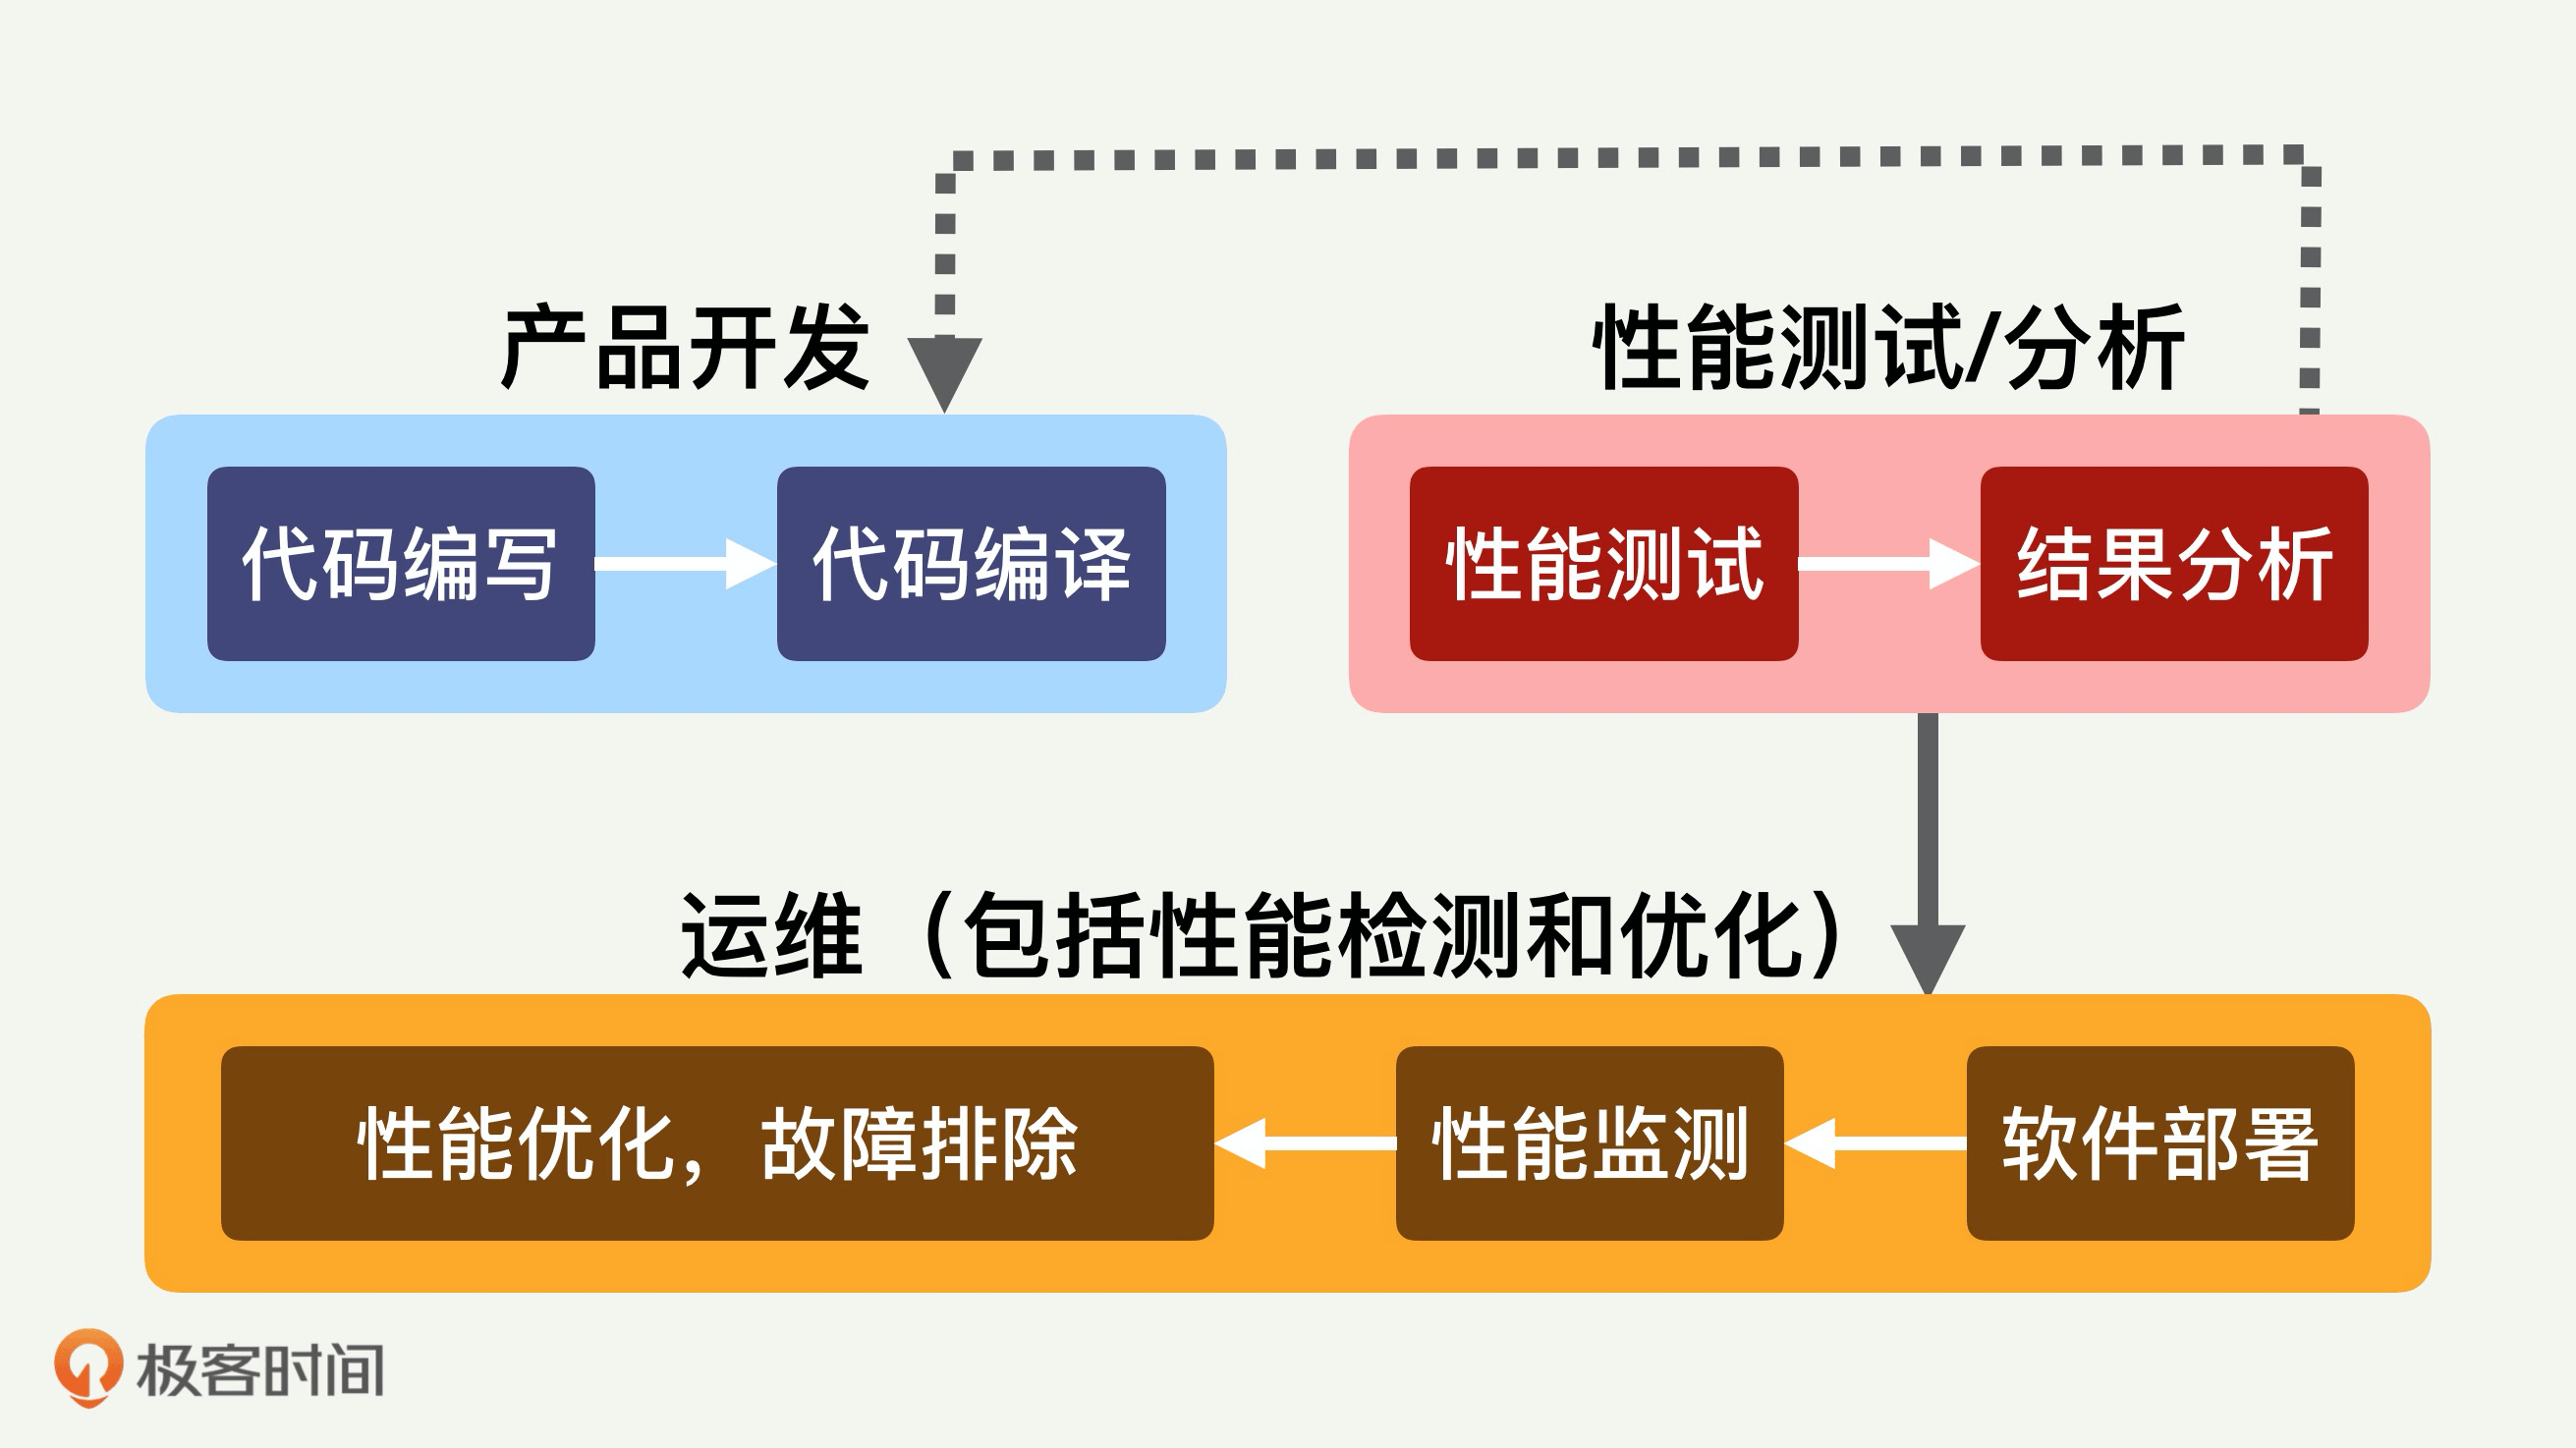 产品开发
性能测试/分析
代码编写
代码编译
性能测试
结果分析
运维（包括性能检测和优化）
性能优化，故障排除
性能监测
软件部署
极客时间